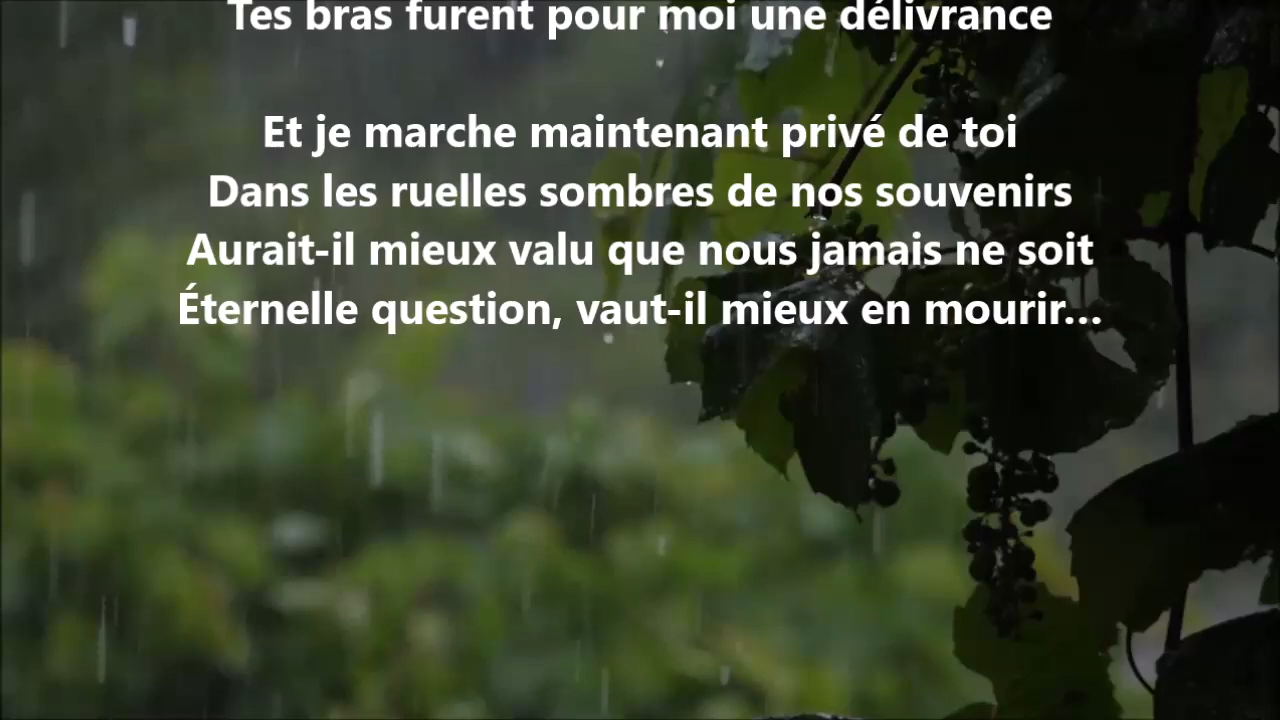 Tes bras furent pour moi une délivrance
Et je marche maintenant privé de toi
Dans les ruelles sombres de nos souvenirs
Aurait-il mieux valu que nous jamais ne soit
Éternelle question, vaut-il mieux en mourir...